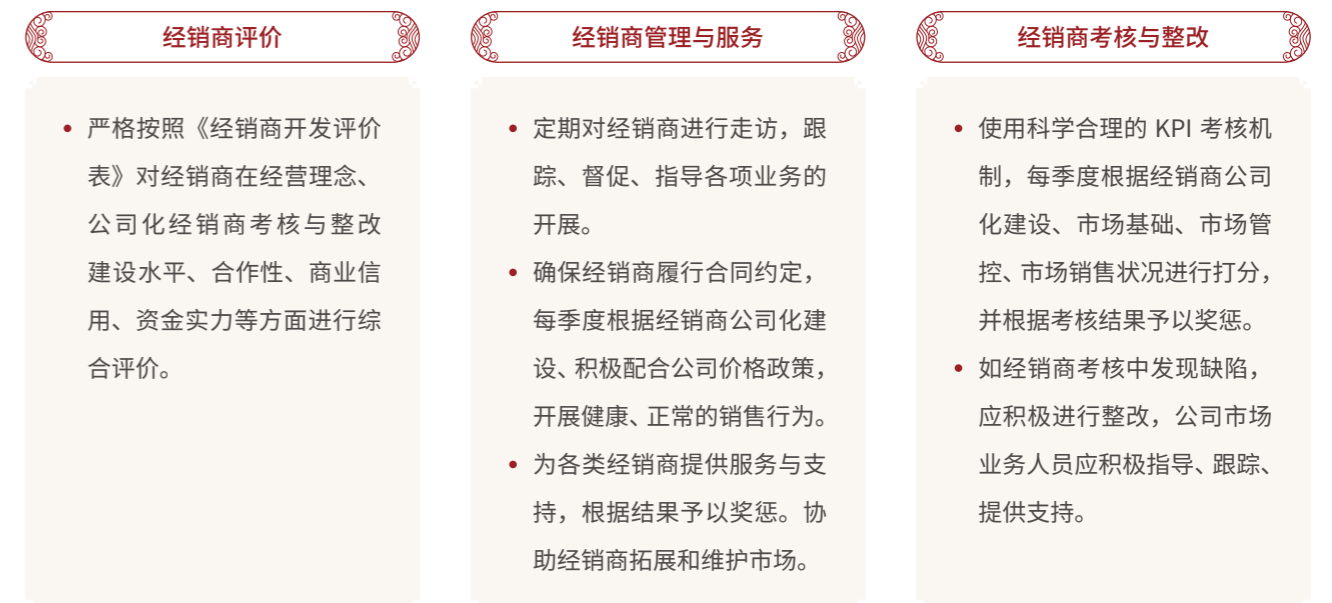 经销商评价
严格按照《经销商开发评价
表》对经销商在经营理念、
公司化经销商考核与整改
建设水平、合作性、商业信
用、资金实力等方面进行综
合评价。
经销商管理与服务
定期对经销商进行走访，跟
踪、督促、指导各项业务的
开展。
确保经销商履行合同约定，
每季度根据经销商公司化建
设、积极配合公司价格政策，
开展健康、正常的销售行为。
为各类经销商提供服务与支
持，根据结果予以奖惩。协
助经销商拓展和维护市场。
经销商考核与整改
使用科学合理的 KPI 考核机
制，每季度根据经销商公司
化建设、市场基础、市场管
控、市场销售状况进行打分，
并根据考核结果予以奖惩。
如经销商考核中发现缺陷，
应积极进行整改，公司市场
业务人员应积极指导、跟踪、
提供支持。